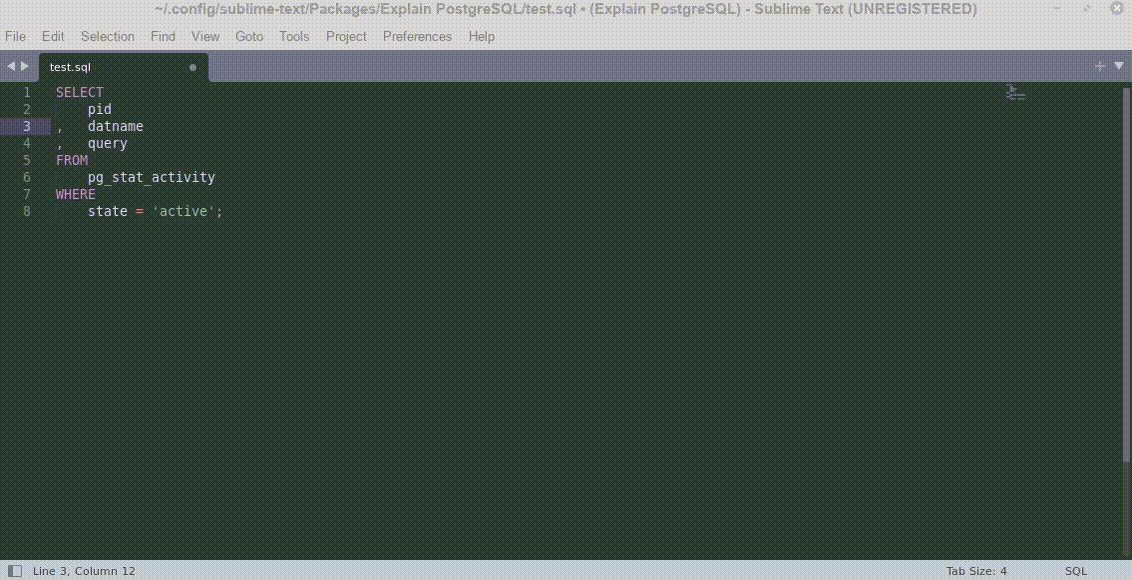 ~/.config/sublime-text/Packages/Explain PostgreSQL/test.sql • (Explain PostgreSQL) - Sublime Text (UNREGISTERED)
File Edit Selection Find View Goto Tools Project Preferences Help
test.sql
1 SELECT
2 pid
3 , datname
4 , query
5 FROM
6 pg_stat_activity
7 WHERE
8 state = 'active';
Line 3, Column 12 Tab Size: 4 SQL